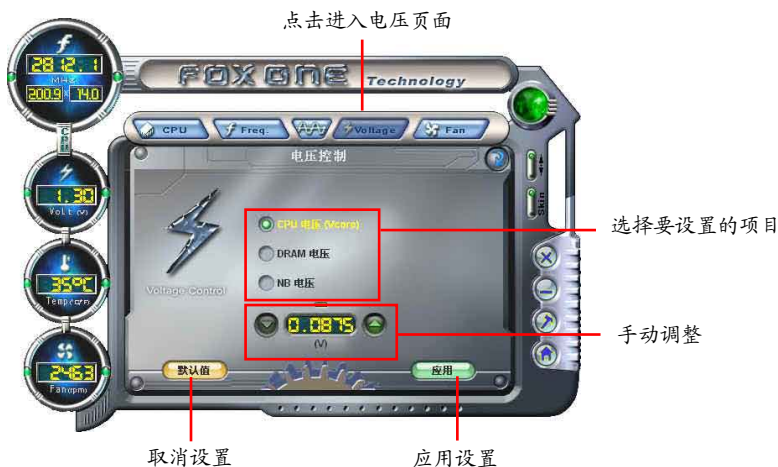 点击进入电压页面
f
2812.1
MHz
200.9 x 14.0
FOX ONE Technology
CPU
CPU
Freq.
Voltage
Fan
电压控制
?
Skin
1.30
Volt (v)
CPU 电压 (Vcore)
DRAM 电压
NB 电压
选择要设置的项目
Voltage Control
35°C
0.0875
(V)
手动调整
默认值
应用
2463
Fan(rpm)
取消设置
应用设置